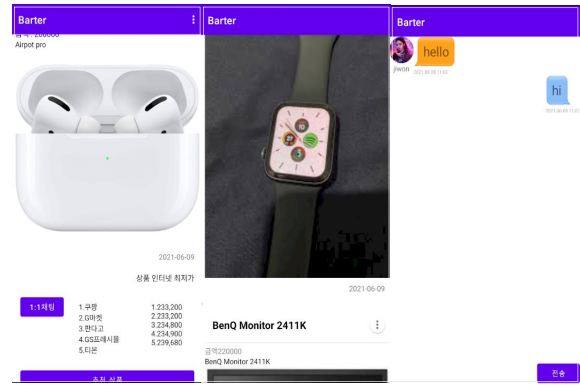 Barter
Airpot pro
2021-06-09
상품 인터넷 최저가
1:1채팅
1.쿠팡 1.233,200
2.G마켓 2.233,200
3.판다고 3.234,800
4.GS프레시몰 4.234,900
5.티몬 5.239,680
추천 상품
Barter
2021-06-09
BenQ Monitor 2411K
금액220000
BenQ Monitor 2411K
Barter
hello
jiwon
hi
전송